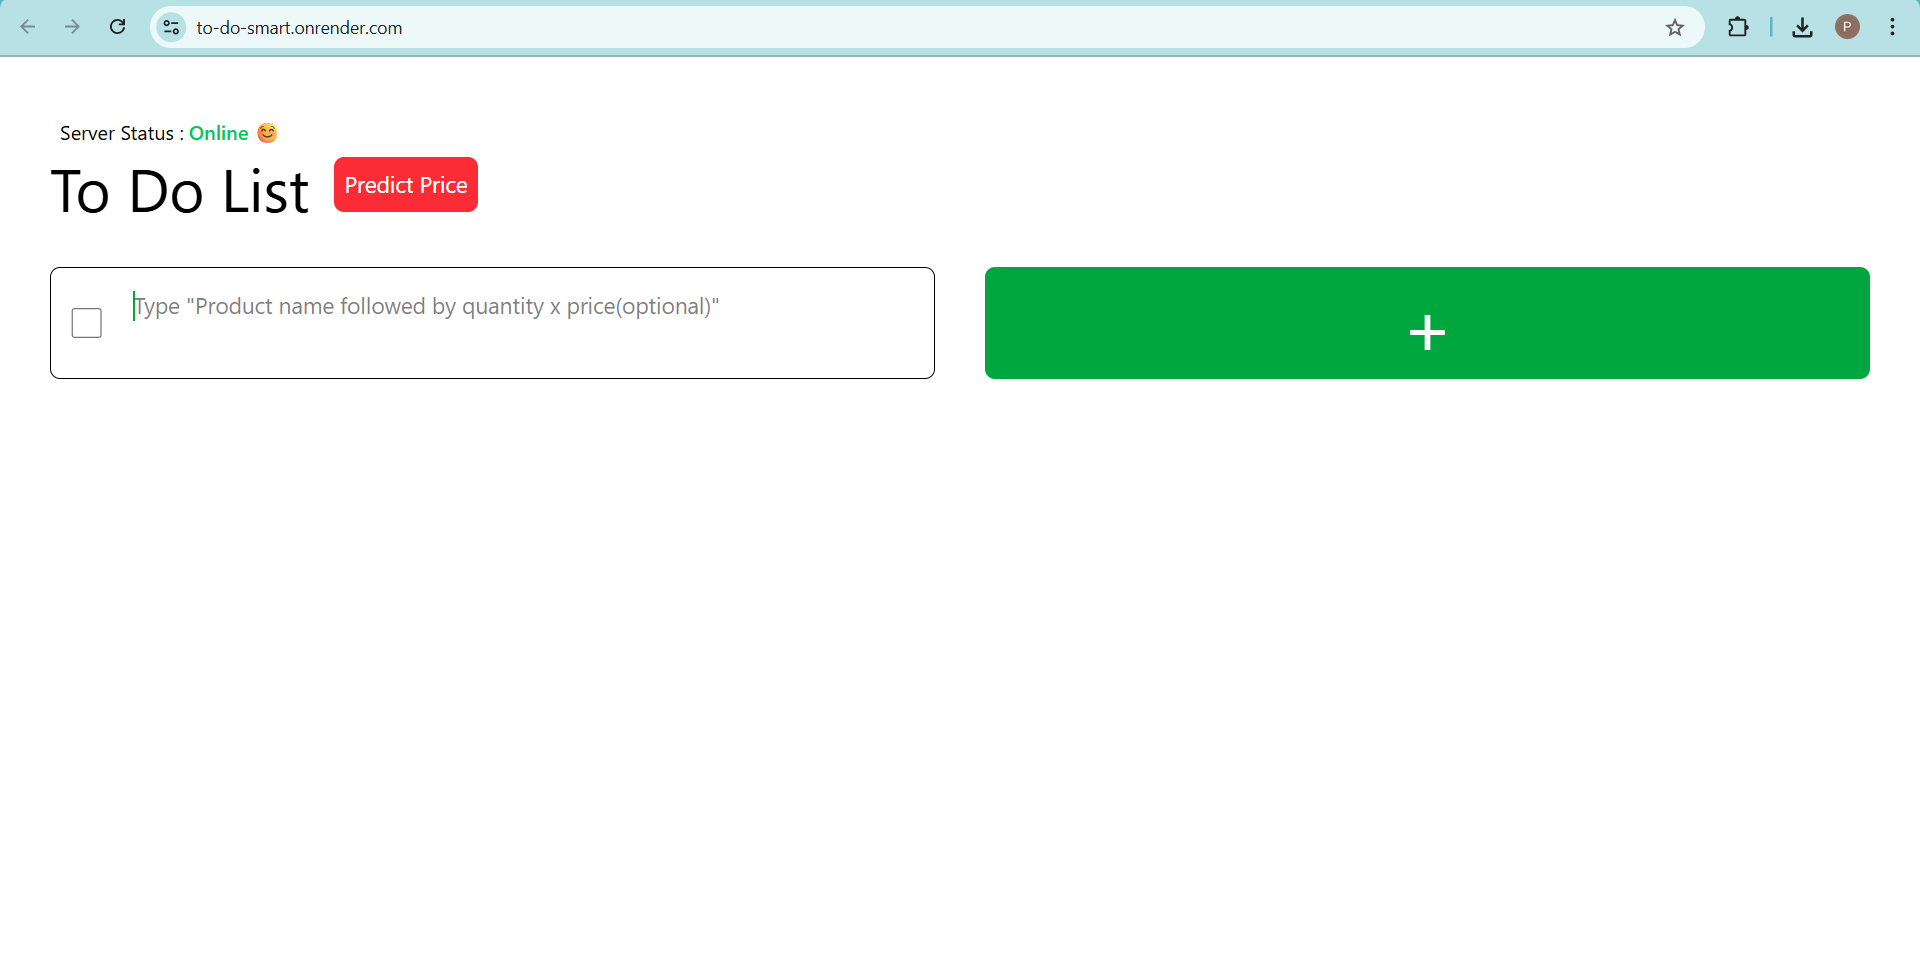 to-do-smart.onrender.com
P
Server Status : Online 😊
To Do List
Predict Price
Type "Product name followed by quantity x price(optional)"
+